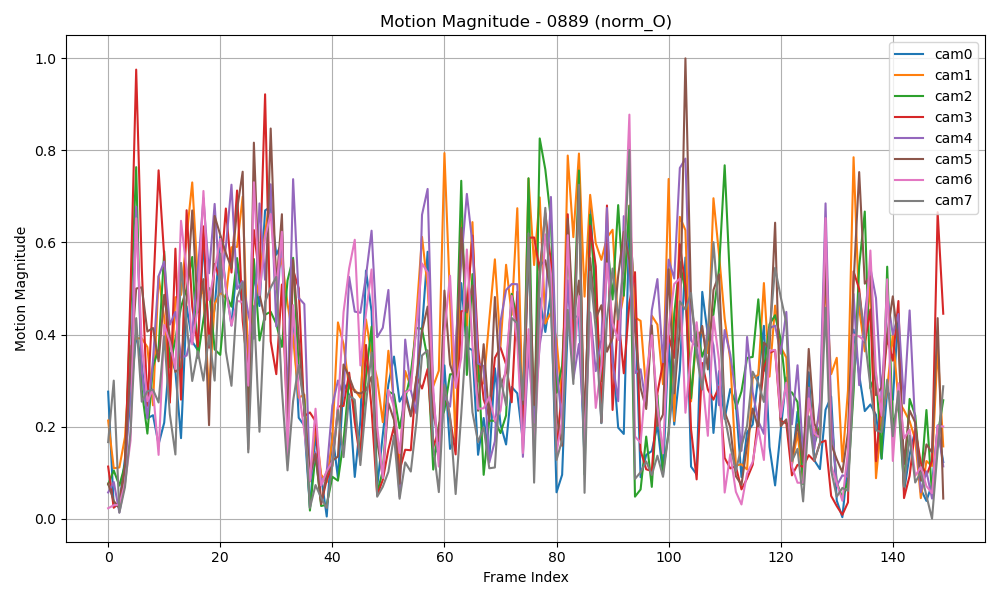 Motion Magnitude - 0889 (norm_O)
Motion Magnitude
1.0
0.8
0.6
0.4
0.2
0.0
cam0
cam1
cam2
cam3
cam4
cam5
cam6
cam7
0 20 40 60 80 100 120 140
Frame Index